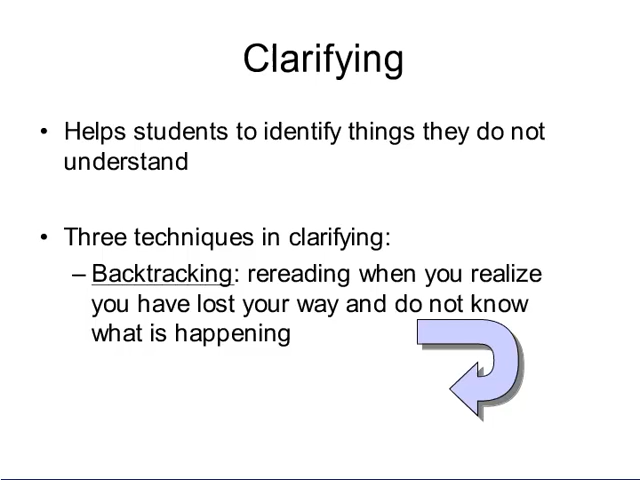 Clarifying
• Helps students to identify things they do not
understand
• Three techniques in clarifying:
– Backtracking: rereading when you realize
you have lost your way and do not know
what is happening